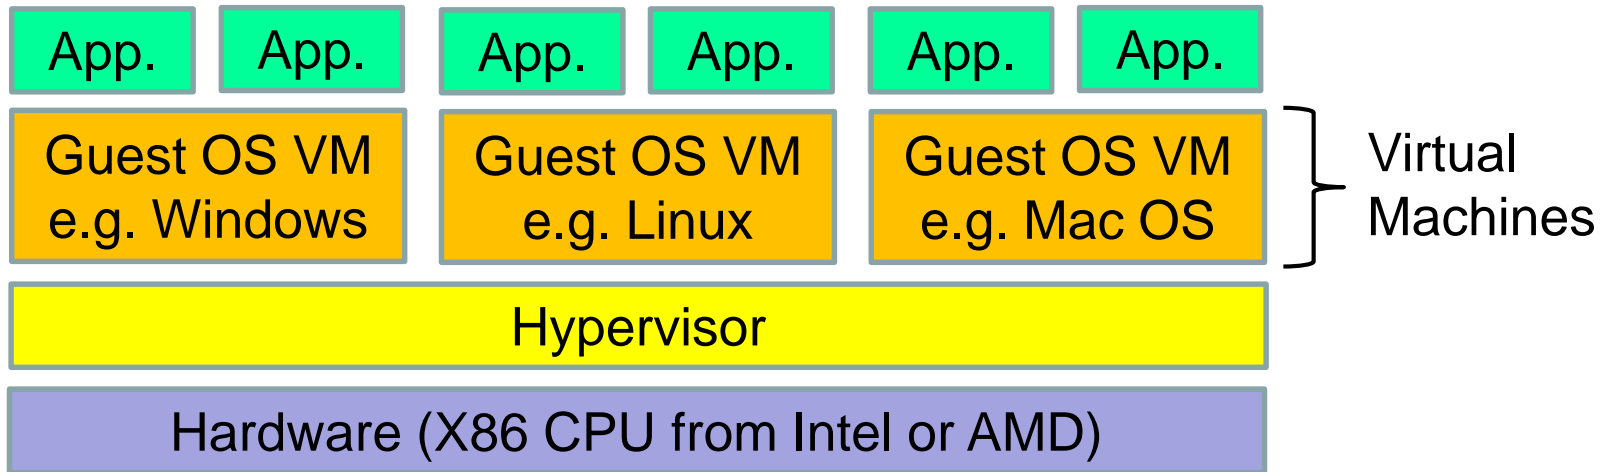 App.
App.
App.
App.
App.
App.
Guest OS VM
e.g. Windows
Guest OS VM
e.g. Linux
Guest OS VM
e.g. Mac OS
Virtual
Machines
Hypervisor
Hardware (X86 CPU from Intel or AMD)